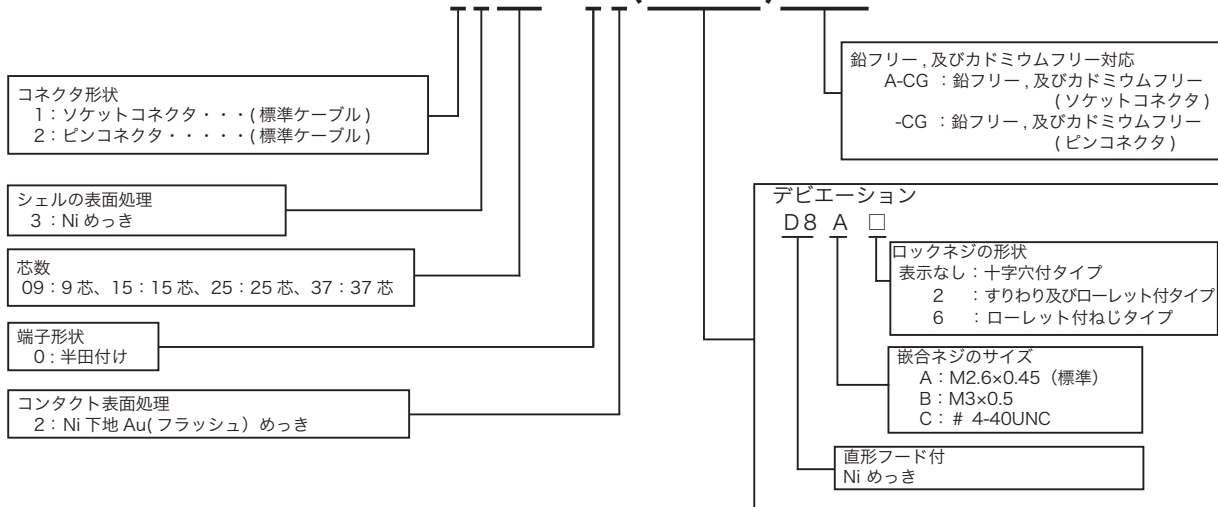 コネクタ形状
1：ソケットコネクタ・・・( 標準ケーブル )
2：ピンコネクタ・・・・・( 標準ケーブル )
シェルの表面処理
3：Ni めっき
芯数
09：9 芯、15：15 芯、25：25 芯、37：37 芯
端子形状
0：半田付け
コンタクト表面処理
2：Ni 下地 Au( フラッシュ）めっき
鉛フリー , 及びカドミウムフリー対応
A-CG ：鉛フリー , 及びカドミウムフリー
( ソケットコネクタ )
-CG ：鉛フリー , 及びカドミウムフリー
( ピンコネクタ )
デビエーション
D8 A □
ロックネジの形状
表示なし：十字穴付タイプ
2 ：すりわり及びローレット付タイプ
6 ：ローレット付ねじタイプ
嵌合ネジのサイズ
A：M2.6×0.45（標準）
B：M3×0.5
C：# 4-40UNC
直形フード付
Ni めっき